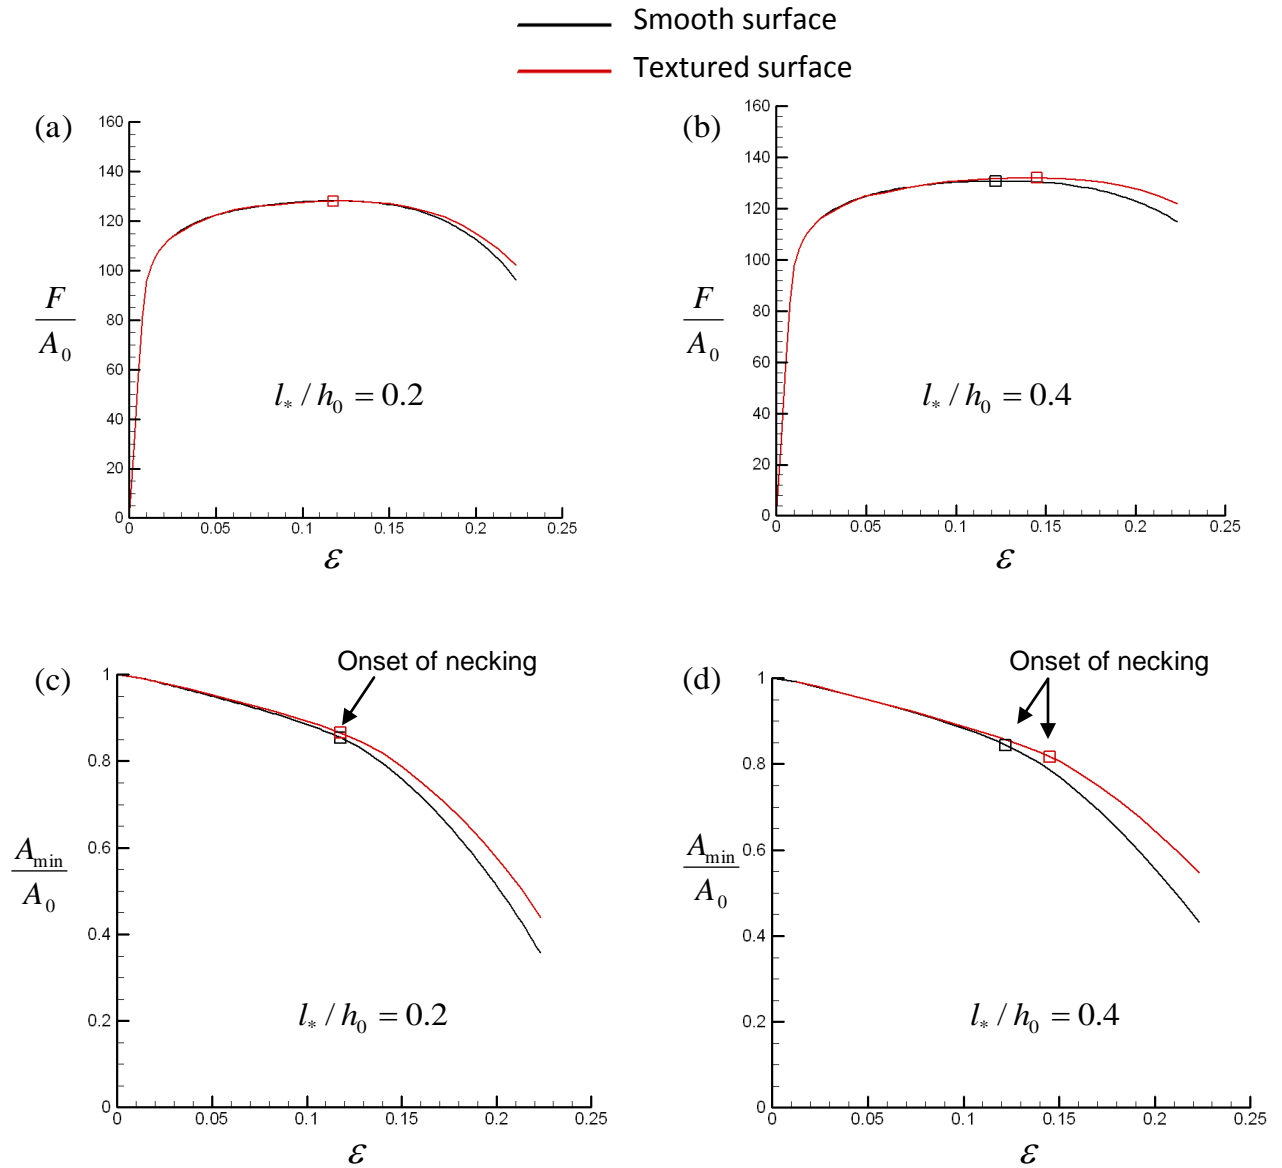 Smooth surface
Textured surface
(a)
160
140
120
100
80
60
40
20
0
F
A₀
l* / h₀ = 0.2
0 0.05 0.1 0.15 0.2 0.25
ε
(b)
160
140
120
100
80
60
40
20
0
F
A₀
l* / h₀ = 0.4
0 0.05 0.1 0.15 0.2 0.25
ε
(c)
Onset of necking
1
0.8
0.6
0.4
0.2
0
A_min
A₀
l* / h₀ = 0.2
0 0.05 0.1 0.15 0.2 0.25
ε
(d)
Onset of necking
1
0.8
0.6
0.4
0.2
0
A_min
A₀
l* / h₀ = 0.4
0 0.05 0.1 0.15 0.2 0.25
ε